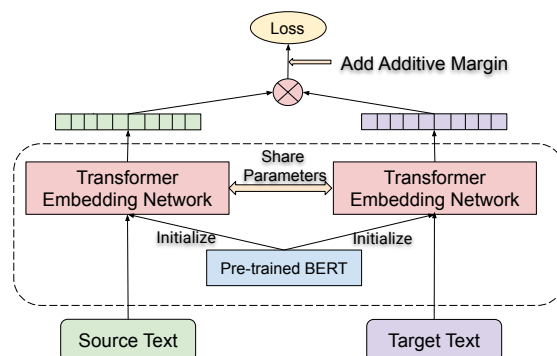 Loss
Add Additive Margin
Share
Parameters
Transformer
Embedding Network
Transformer
Embedding Network
Initialize
Initialize
Pre-trained BERT
Source Text
Target Text